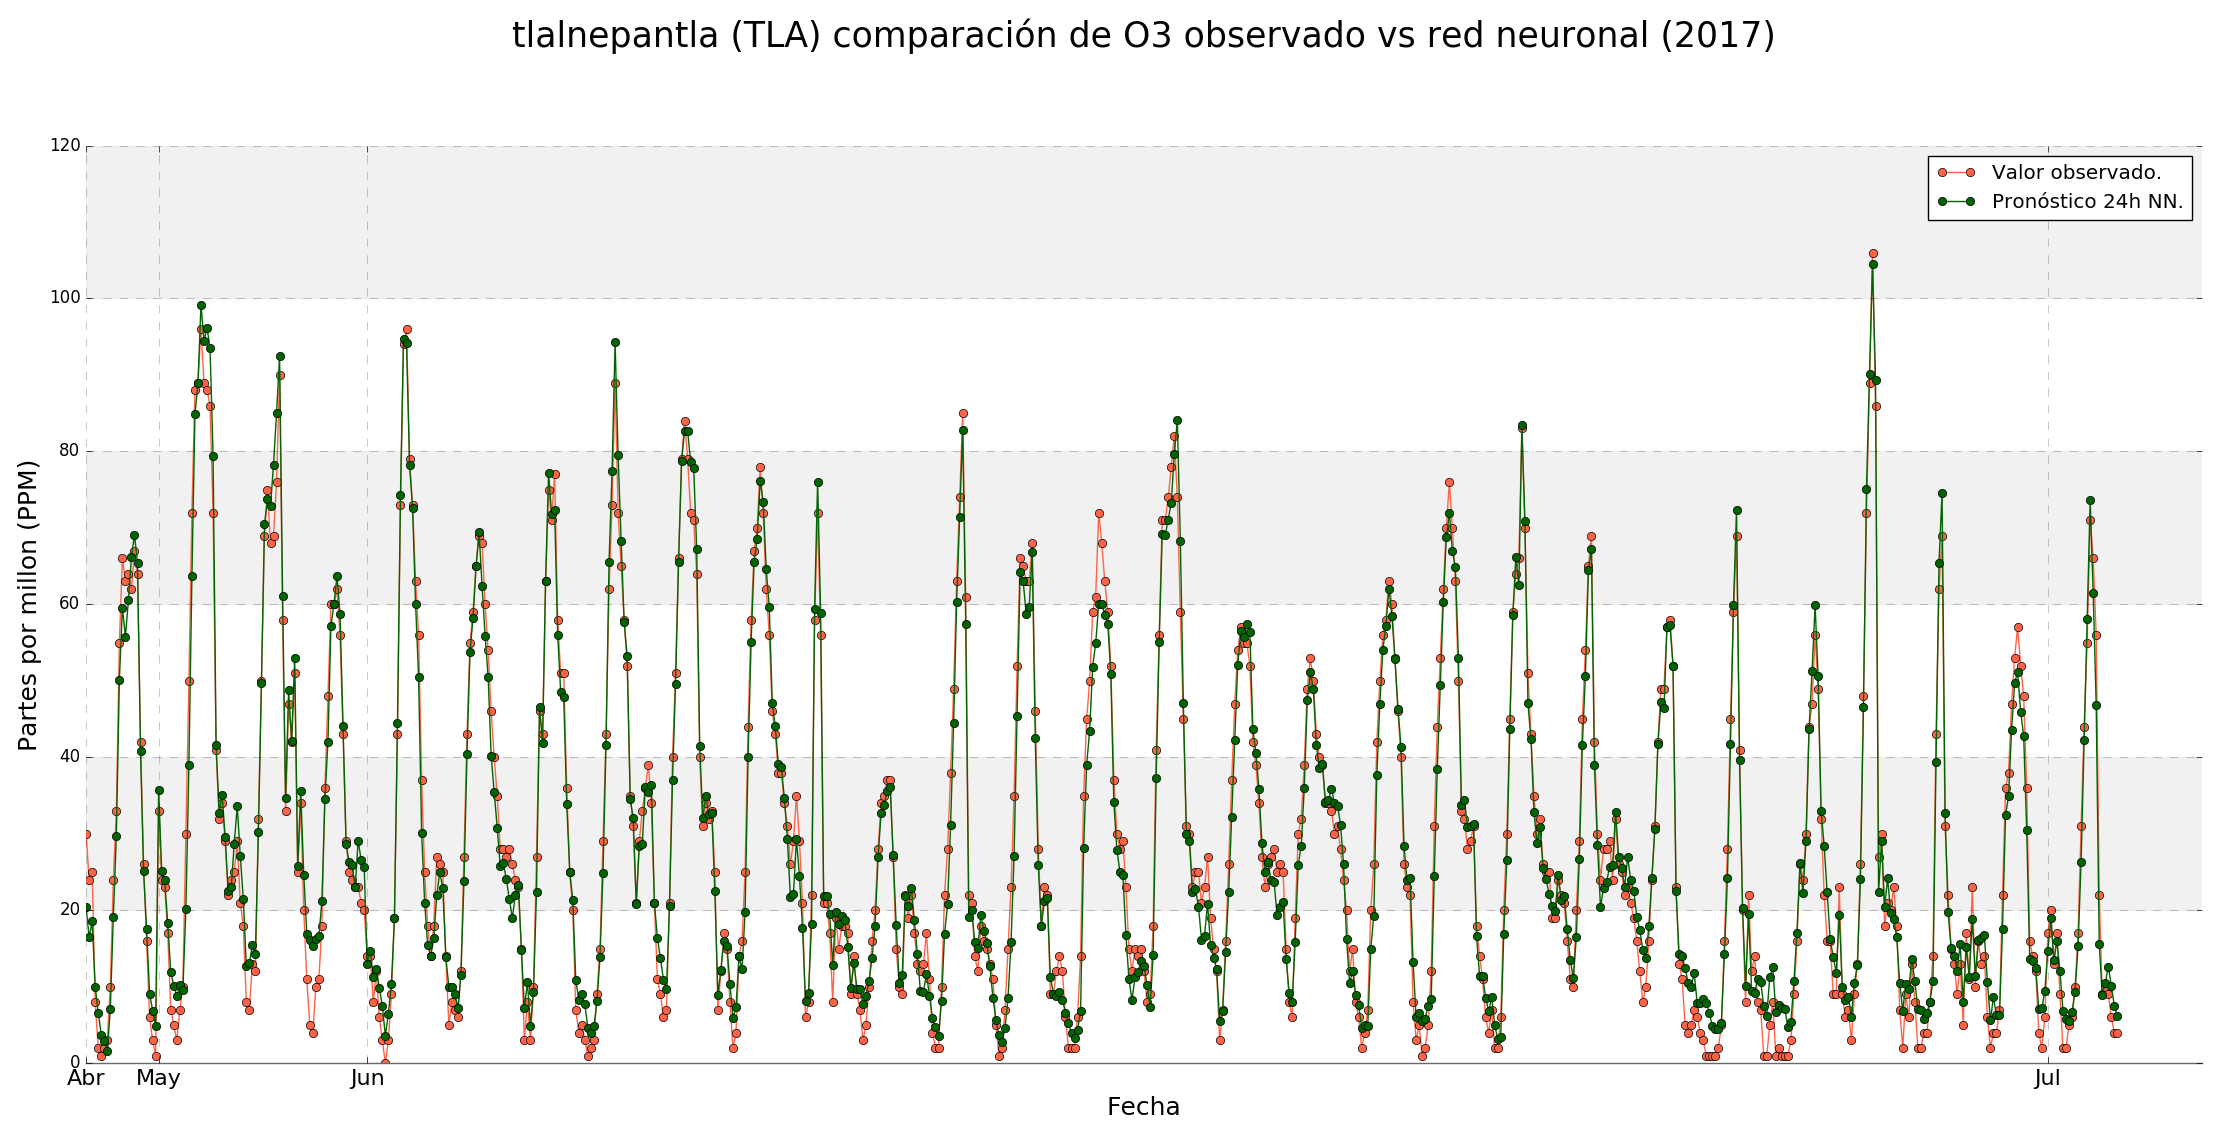 tlalnepantla (TLA) comparación de O3 observado vs red neuronal (2017)
Valor observado.
Pronóstico 24h NN.
Partes por millon (PPM)
120
100
80
60
40
20
0
Abr May Jun Jul
Fecha